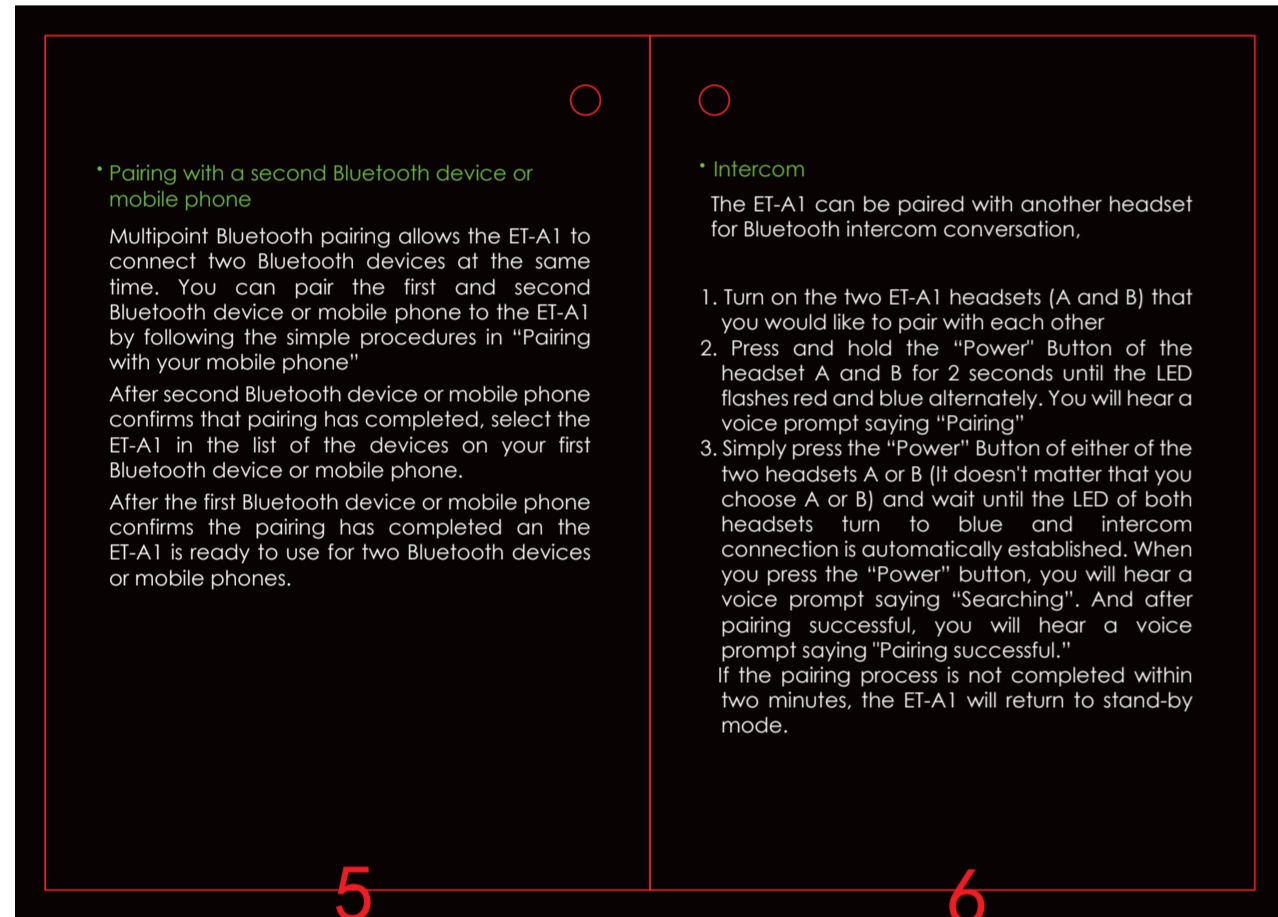 • Pairing with a second Bluetooth device or
mobile phone
Multipoint Bluetooth pairing allows the ET-A1 to
connect two Bluetooth devices at the same
time. You can pair the first and second
Bluetooth device or mobile phone to the ET-A1
by following the simple procedures in “Pairing
with your mobile phone”
After second Bluetooth device or mobile phone
confirms that pairing has completed, select the
ET-A1 in the list of the devices on your first
Bluetooth device or mobile phone.
After the first Bluetooth device or mobile phone
confirms the pairing has completed an the
ET-A1 is ready to use for two Bluetooth devices
or mobile phones.
5
• Intercom
The ET-A1 can be paired with another headset
for Bluetooth intercom conversation,
1. Turn on the two ET-A1 headsets (A and B) that
you would like to pair with each other
2. Press and hold the “Power" Button of the
headset A and B for 2 seconds until the LED
flashes red and blue alternately. You will hear a
voice prompt saying “Pairing”
3. Simply press the “Power” Button of either of the
two headsets A or B (It doesn't matter that you
choose A or B) and wait until the LED of both
headsets turn to blue and intercom
connection is automatically established. When
you press the “Power” button, you will hear a
voice prompt saying “Searching”. And after
pairing successful, you will hear a voice
prompt saying "Pairing successful.”
If the pairing process is not completed within
two minutes, the ET-A1 will return to stand-by
mode.
6